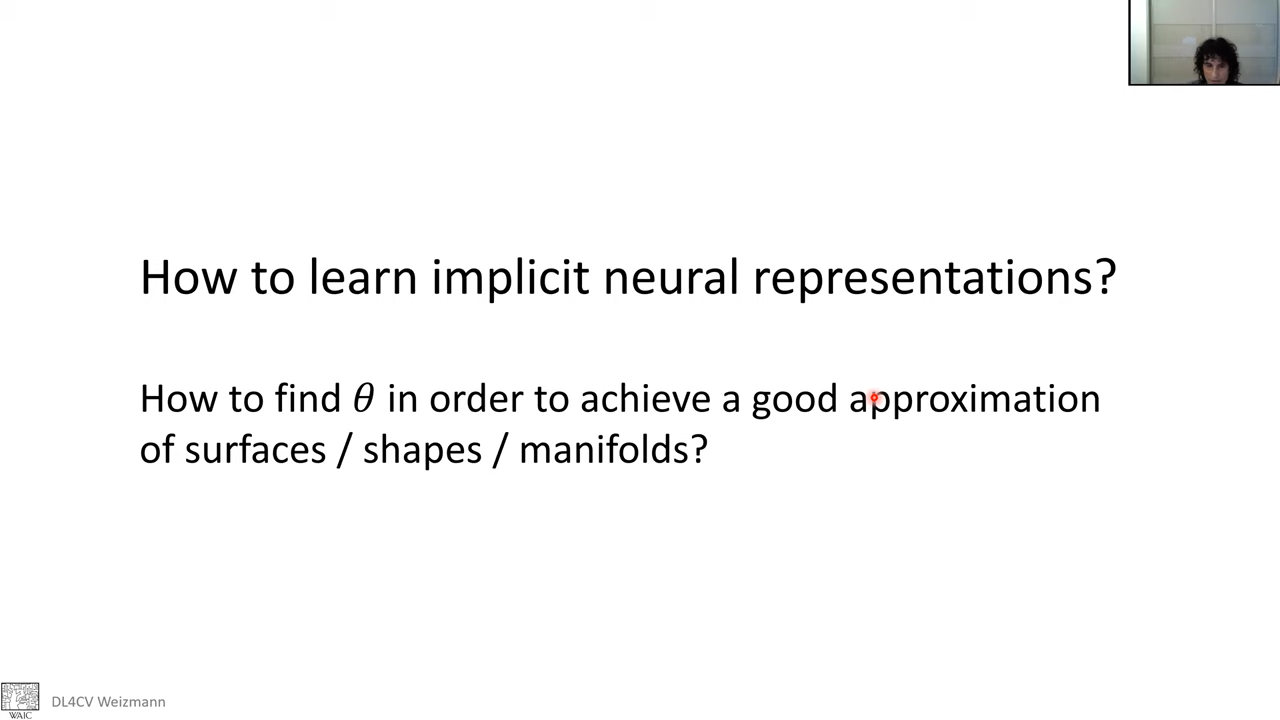 How to learn implicit neural representations?
How to find θ in order to achieve a good approximation
of surfaces / shapes / manifolds?
DL4CV Weizmann
WAIC